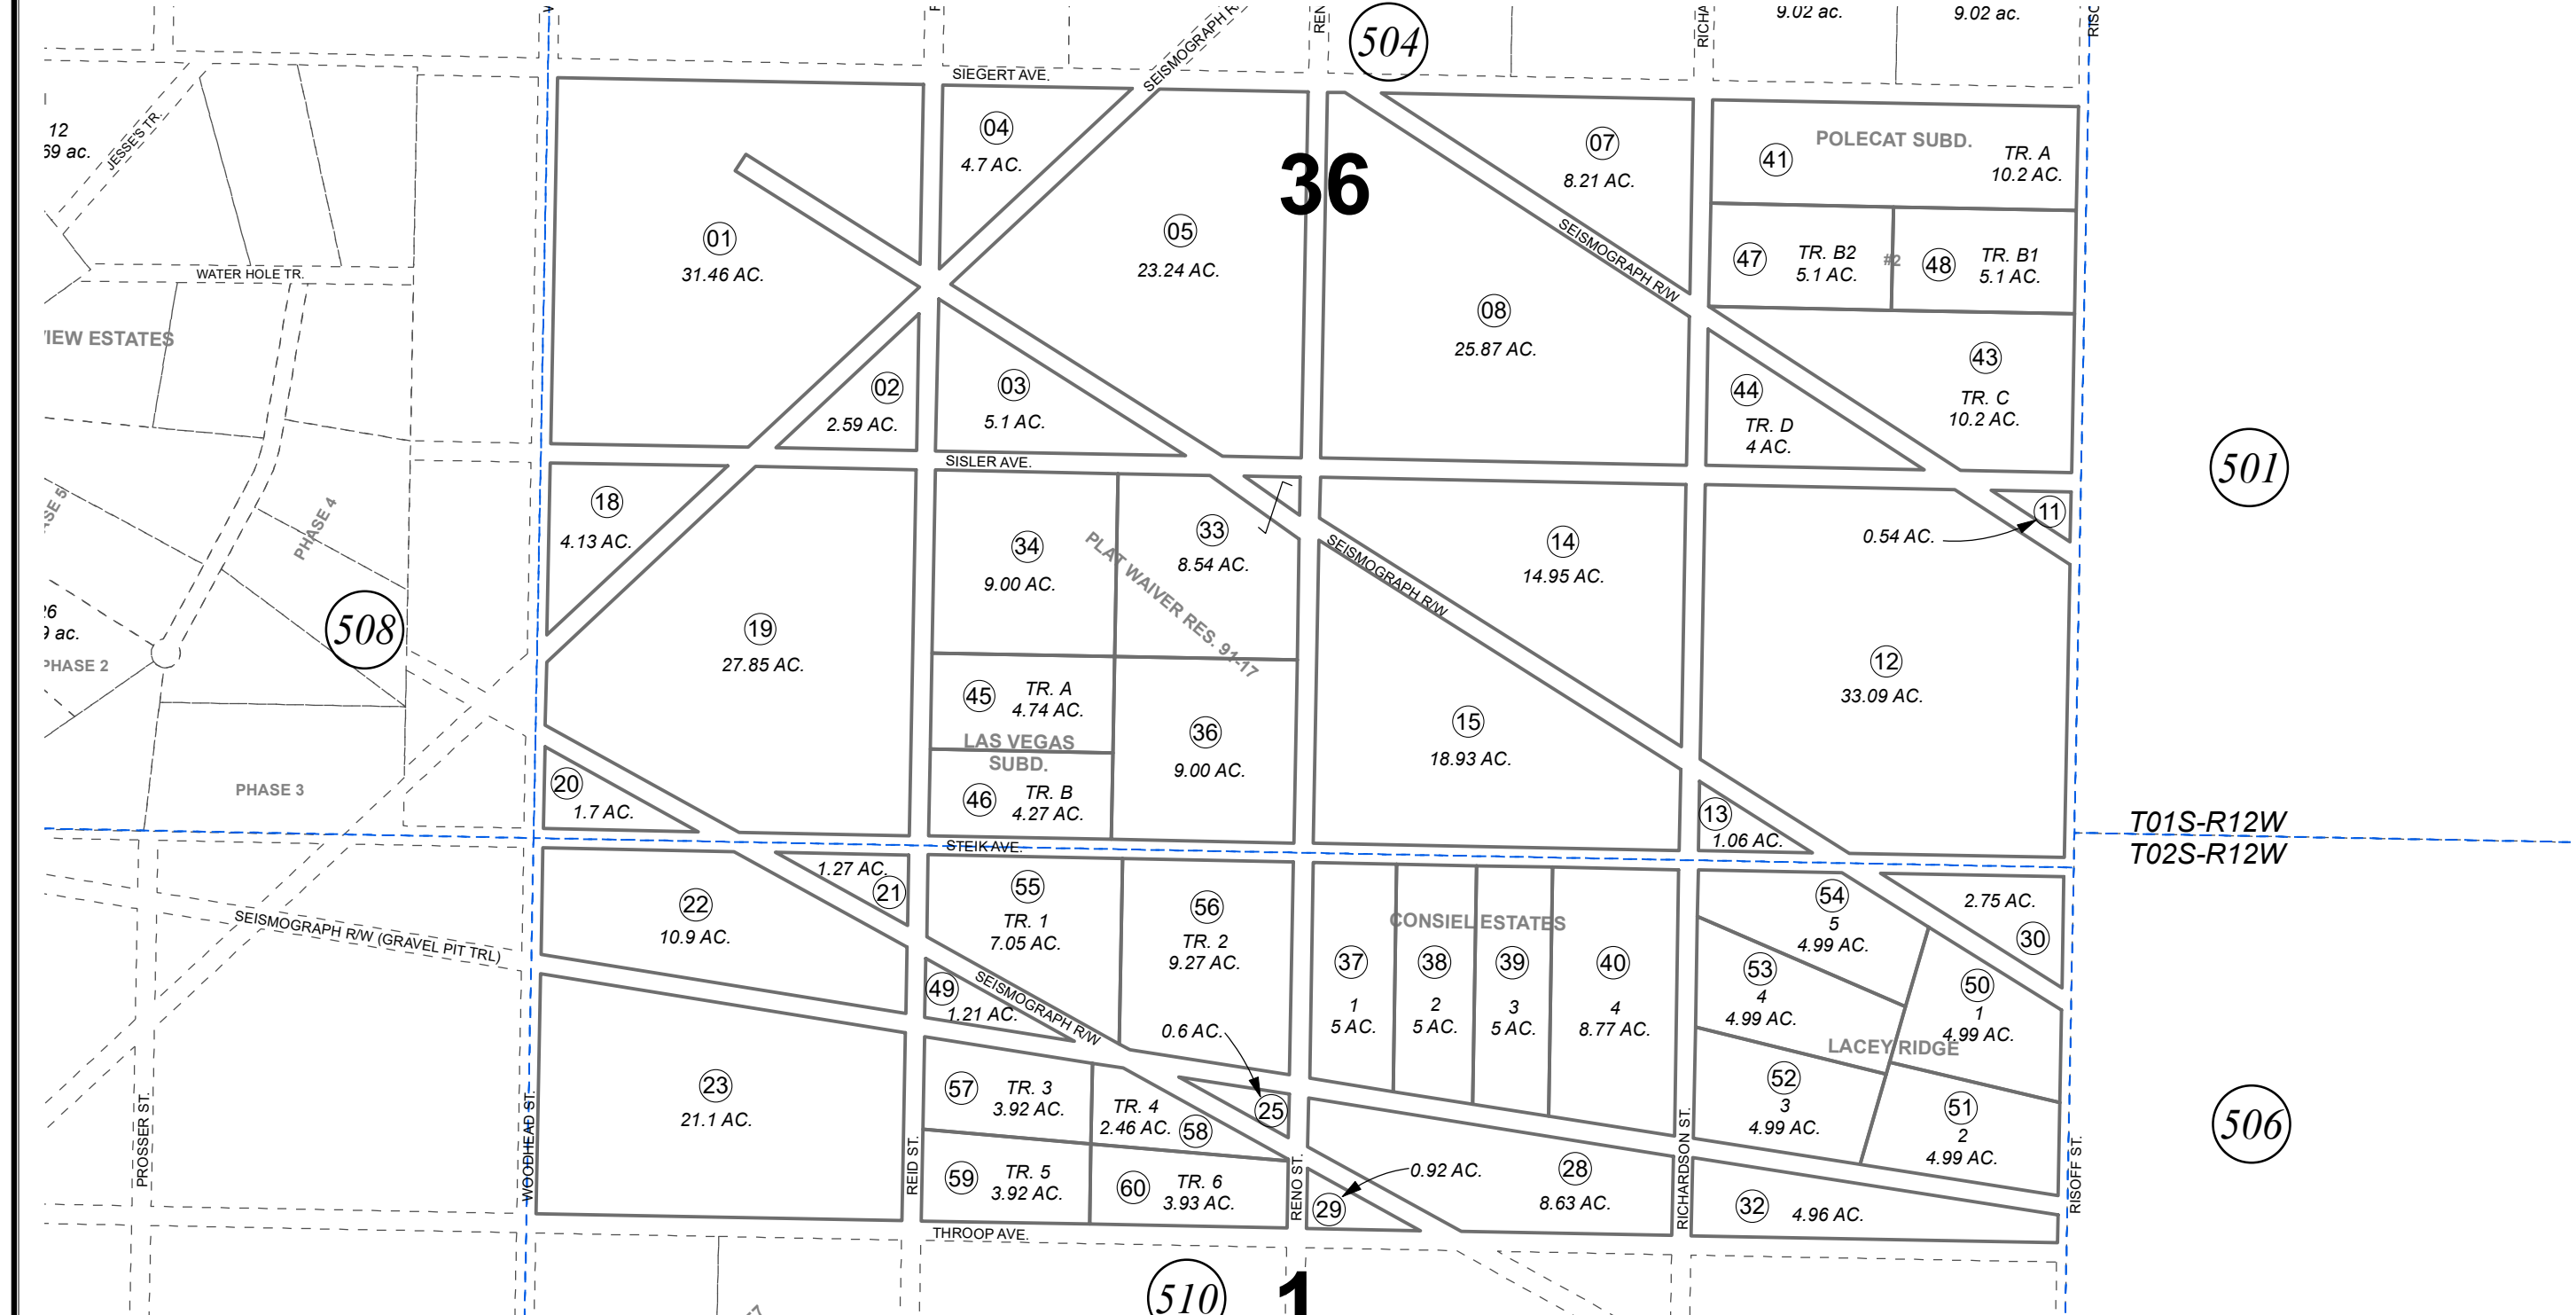 504
9.02 ac.
9.02 ac.
SIEGERT AVE.
SEISMOGRAPH R
12
69 ac.
JESSE'S TR.
04
4.7 AC.
36
07
8.21 AC.
POLECAT SUBD.
41
TR. A
10.2 AC.
01
31.46 AC.
05
23.24 AC.
SEISMOGRAPH R/W
47
TR. B2
5.1 AC.
#2
48
TR. B1
5.1 AC.
WATER HOLE TR.
08
25.87 AC.
IEW ESTATES
02
2.59 AC.
03
5.1 AC.
44
TR. D
4 AC.
43
TR. C
10.2 AC.
SISLER AVE.
501
18
4.13 AC.
PHASE 4
34
9.00 AC.
33
8.54 AC.
PLAT WAIVER RES. 91-17
SEISMOGRAPH R/W
14
14.95 AC.
0.54 AC.
11
508
26
9 ac.
PHASE 2
19
27.85 AC.
12
33.09 AC.
45
TR. A
4.74 AC.
LAS VEGAS
SUBD.
46
TR. B
4.27 AC.
36
9.00 AC.
15
18.93 AC.
PHASE 3
20
1.7 AC.
13
1.06 AC.
T01S-R12W
T02S-R12W
STEIK AVE.
1.27 AC.
21
22
10.9 AC.
55
TR. 1
7.05 AC.
56
TR. 2
9.27 AC.
CONSIEL ESTATES
54
5
4.99 AC.
2.75 AC.
30
SEISMOGRAPH R/W (GRAVEL PIT TRL)
49
1.21 AC.
SEISMOGRAPH R/W
37
1
5 AC.
38
2
5 AC.
39
3
5 AC.
40
4
8.77 AC.
53
4
4.99 AC.
50
1
4.99 AC.
LACEY RIDGE
0.6 AC.
25
23
21.1 AC.
57
TR. 3
3.92 AC.
TR. 4
2.46 AC.
58
52
3
4.99 AC.
51
2
4.99 AC.
506
PROSSER ST.
WOODHEAD ST.
REID ST.
RENO ST.
RICHARDSON ST.
RISOFF ST.
59
TR. 5
3.92 AC.
60
TR. 6
3.93 AC.
0.92 AC.
29
28
8.63 AC.
32
4.96 AC.
THROOP AVE.
510
1